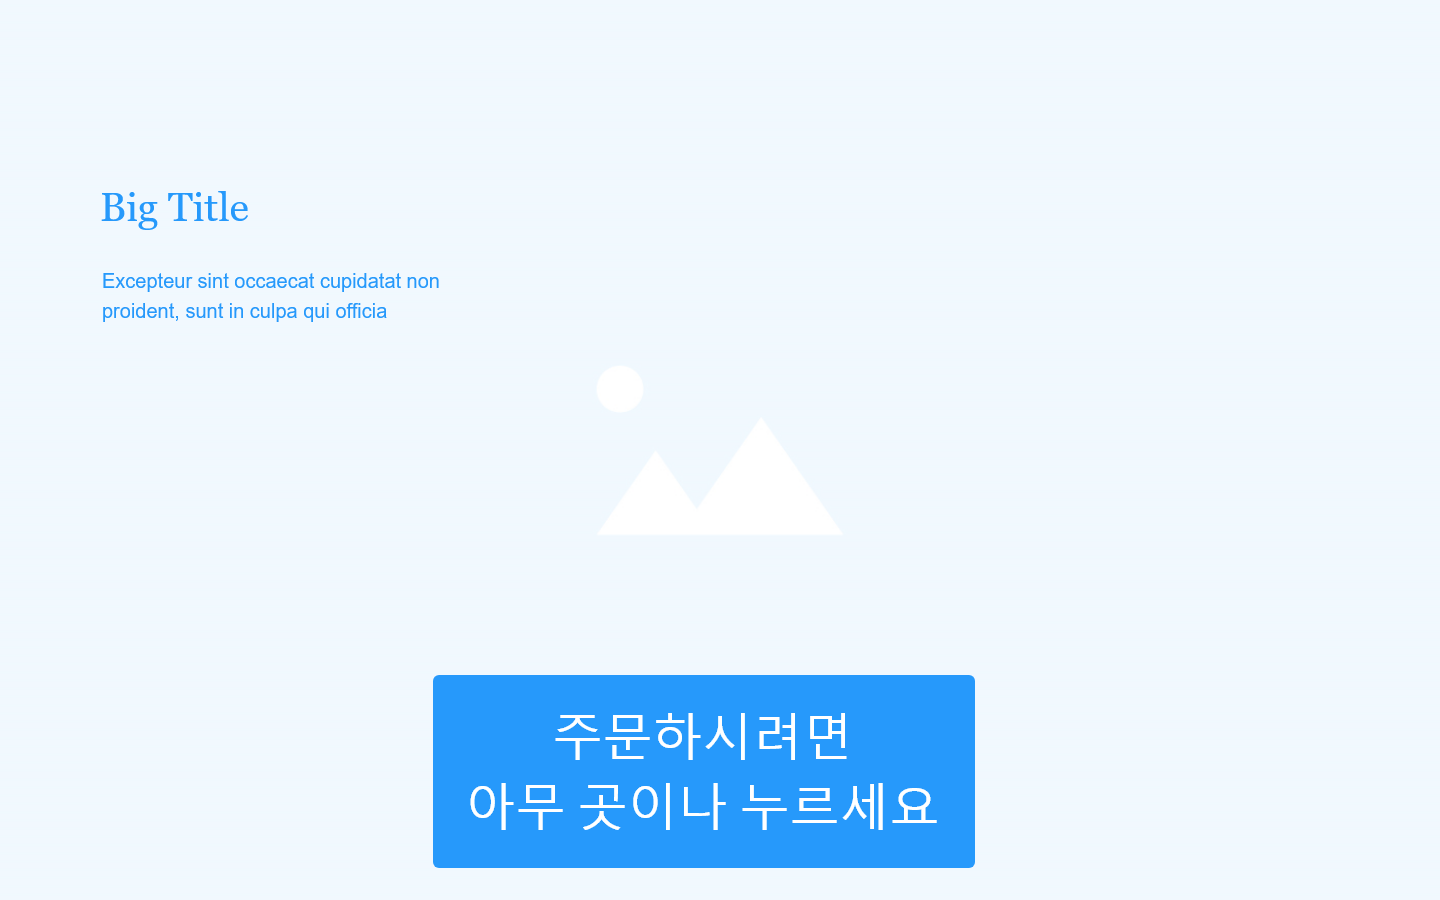 Big Title
Excepteur sint occaecat cupidatat non
proident, sunt in culpa qui officia
주문하시려면
아무 곳이나 누르세요